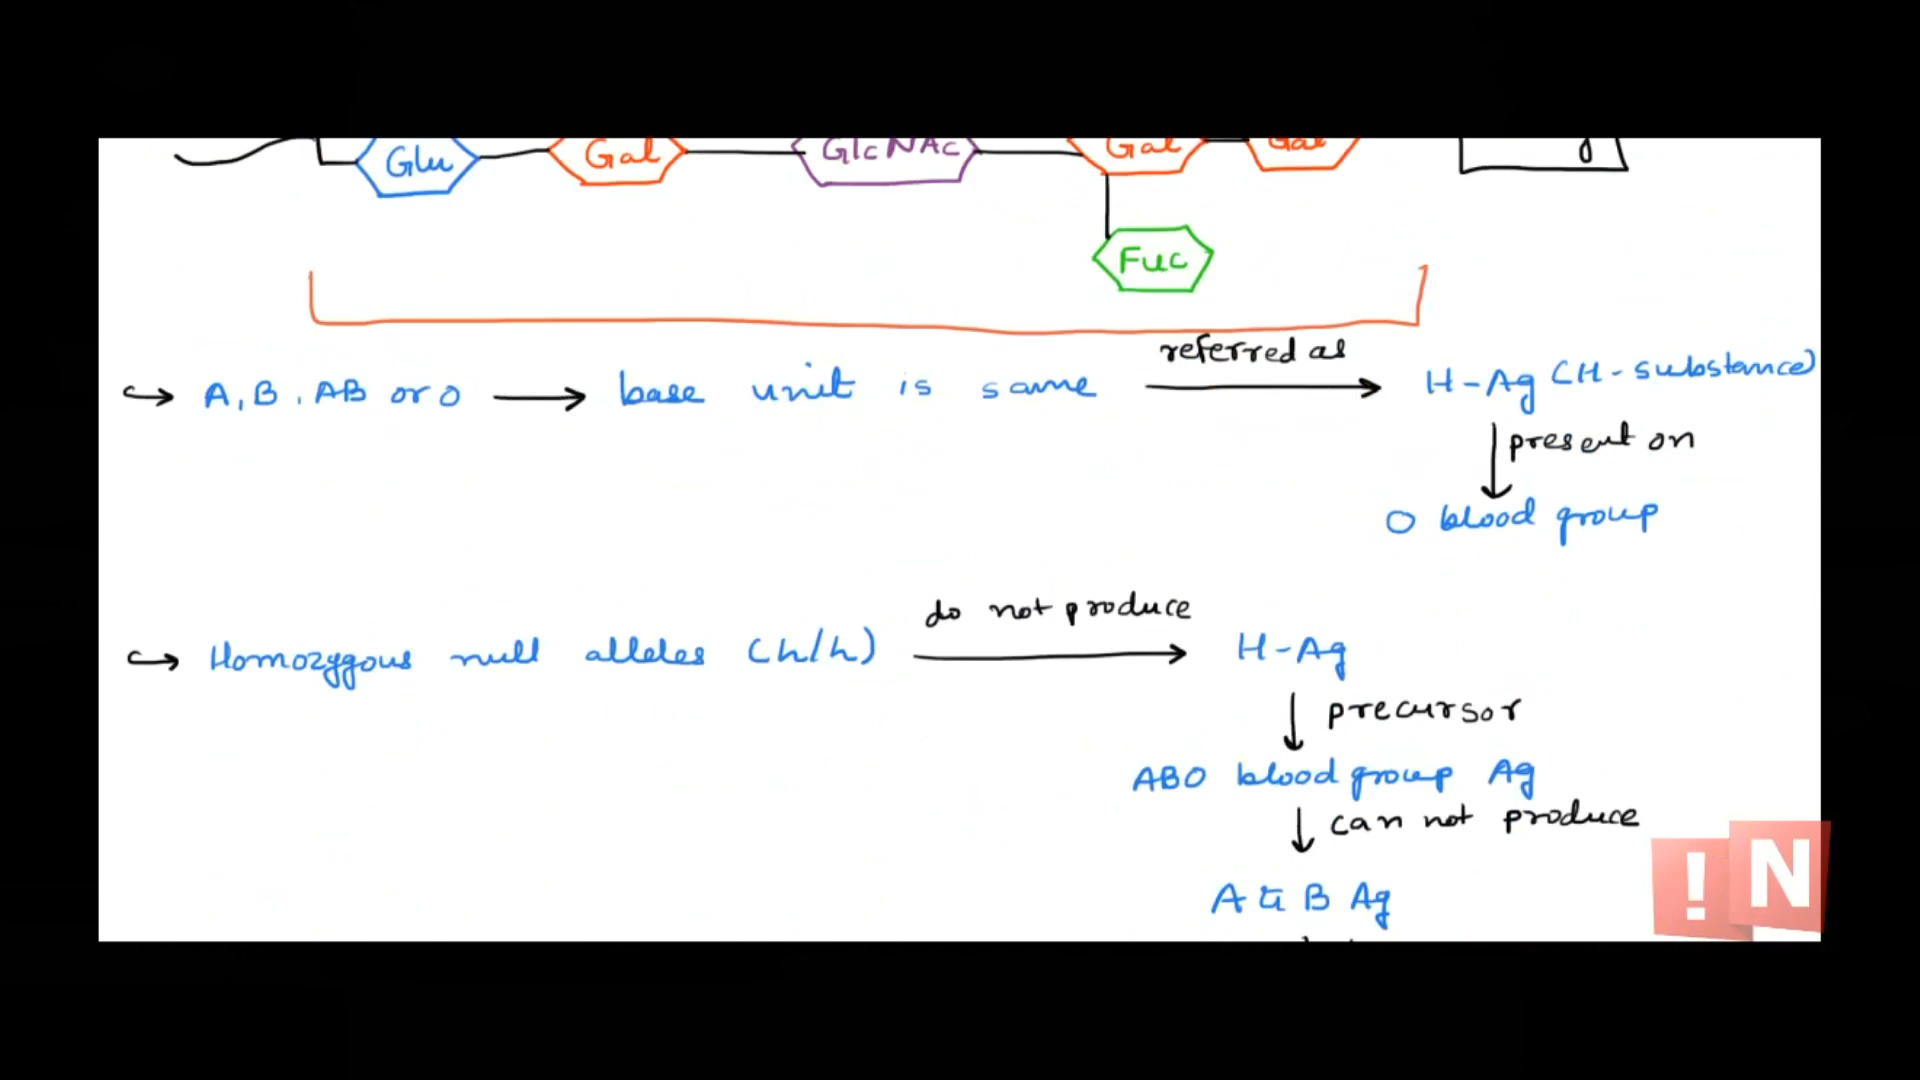 Glu Gal GlcNAc Gal Gal
Fuc
referred as
↪ A, B, AB or O → base unit is same → H-Ag (H-substance)
present on
O blood group
do not produce
↪ Homozygous null alleles (h/h) → H-Ag
precursor
ABO blood group Ag
can not produce
A & B Ag
!N